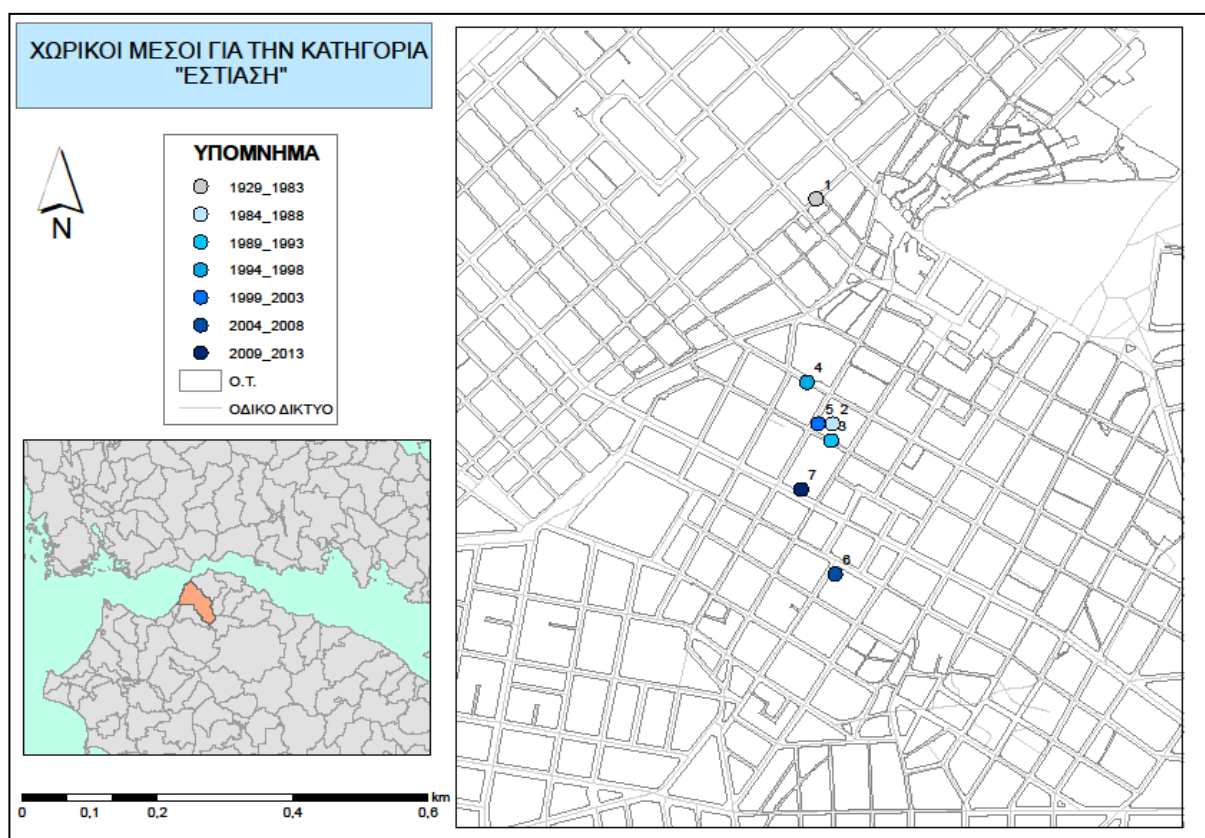 ΧΩΡΙΚΟΙ ΜΕΣΟΙ ΓΙΑ ΤΗΝ ΚΑΤΗΓΟΡΙΑ
"ΕΣΤΙΑΣΗ"
N
ΥΠΟΜΝΗΜΑ
1929_1983
1984_1988
1989_1993
1994_1998
1999_2003
2004_2008
2009_2013
Ο.Τ.
ΟΔΙΚΟ ΔΙΚΤΥΟ
km
0 0,1 0,2 0,4 0,6
1
4
5 2
3
7
6